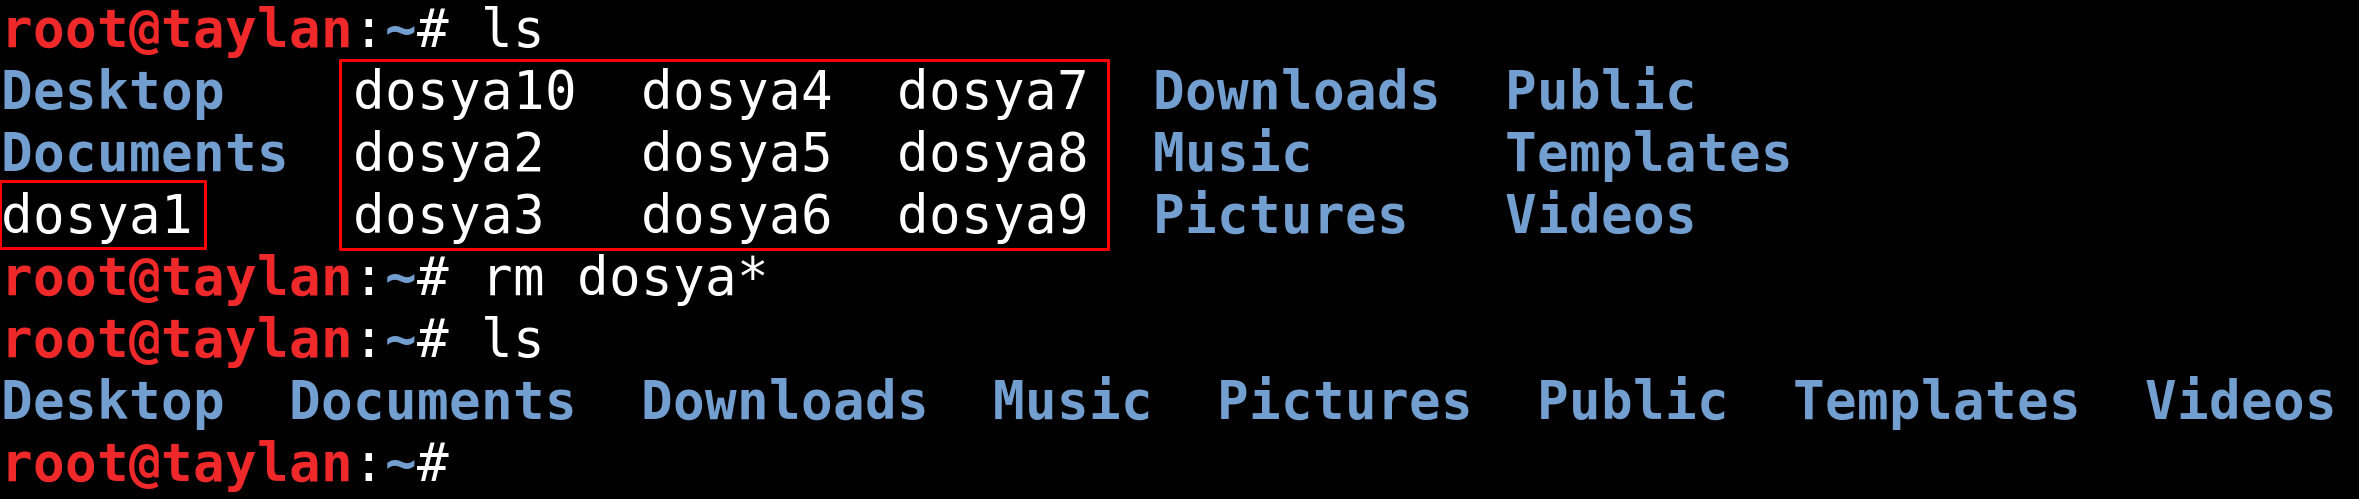 root@taylan:~# ls
Desktop    dosya10  dosya4  dosya7  Downloads  Public
Documents  dosya2   dosya5  dosya8  Music      Templates
dosya1     dosya3   dosya6  dosya9  Pictures   Videos
root@taylan:~# rm dosya*
root@taylan:~# ls
Desktop  Documents  Downloads  Music  Pictures  Public  Templates  Videos
root@taylan:~#